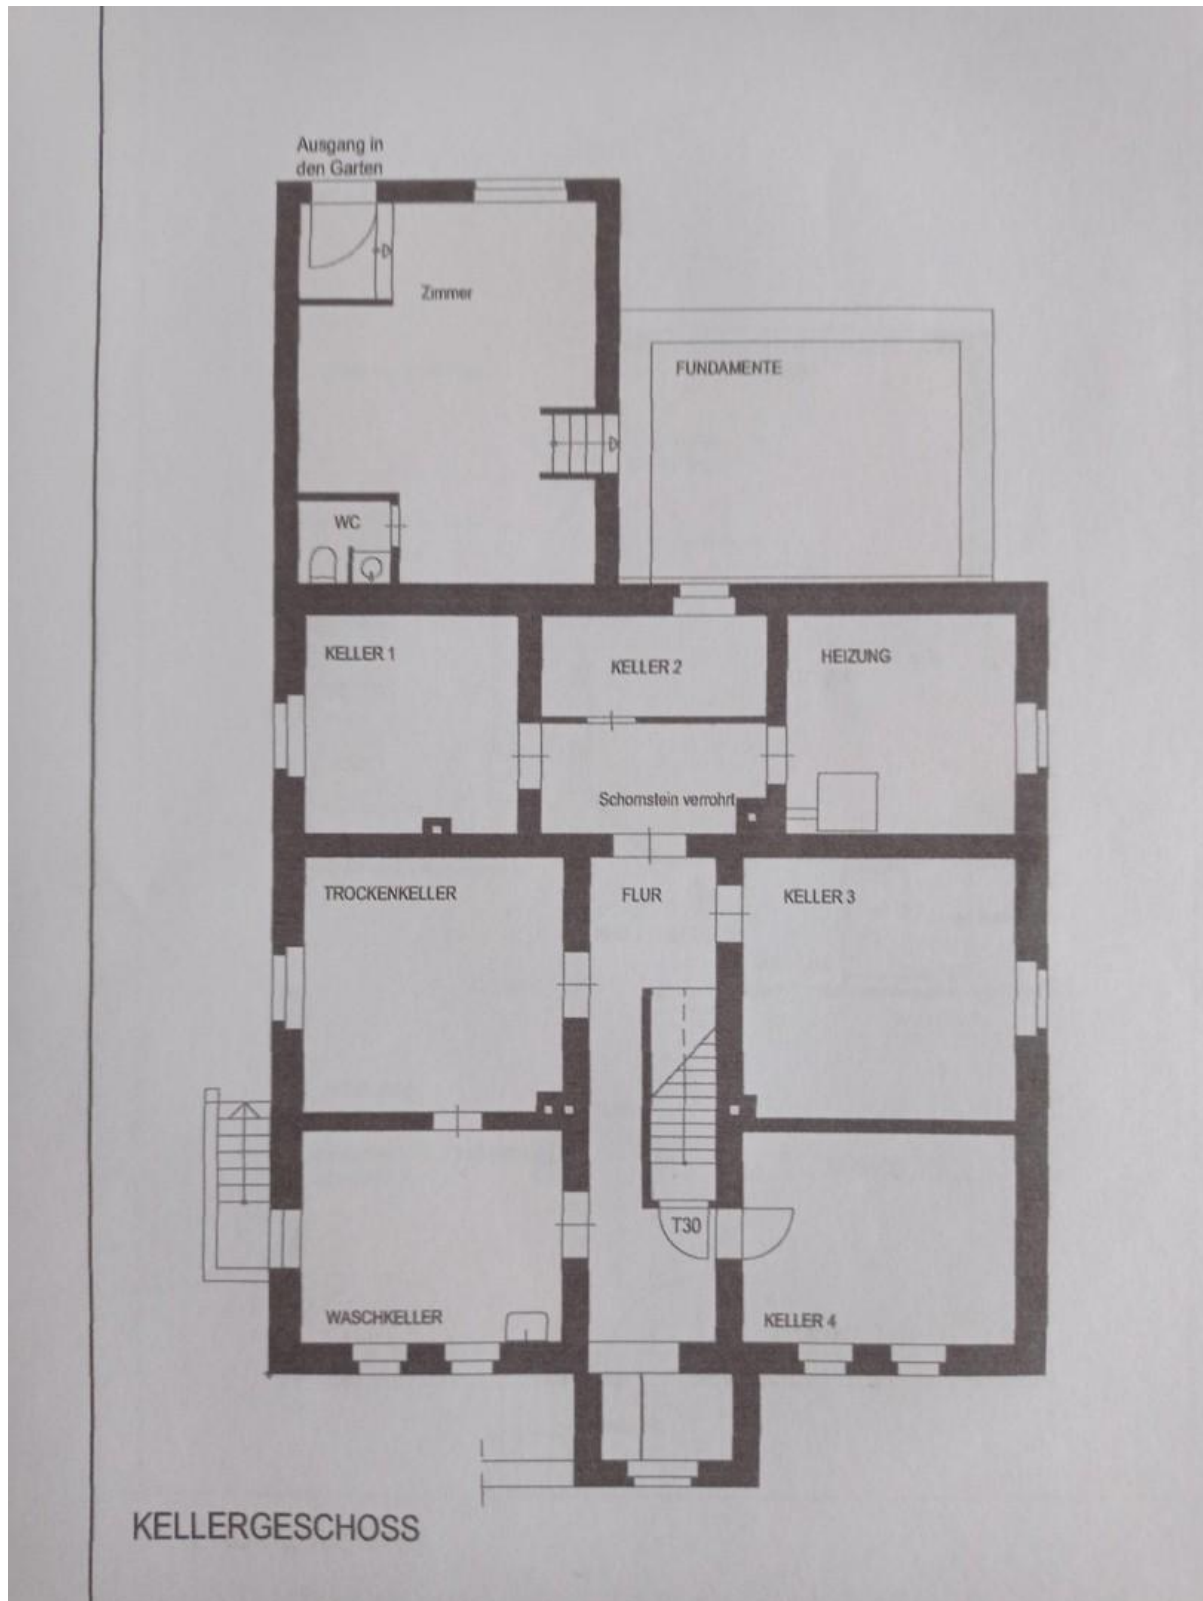 Ausgang in
den Garten
Zimmer
FUNDAMENTE
WC
KELLER 1
KELLER 2
HEIZUNG
Schornstein verrohrt
TROCKENKELLER
FLUR
KELLER 3
T30
WASCHKELLER
KELLER 4
KELLERGESCHOSS